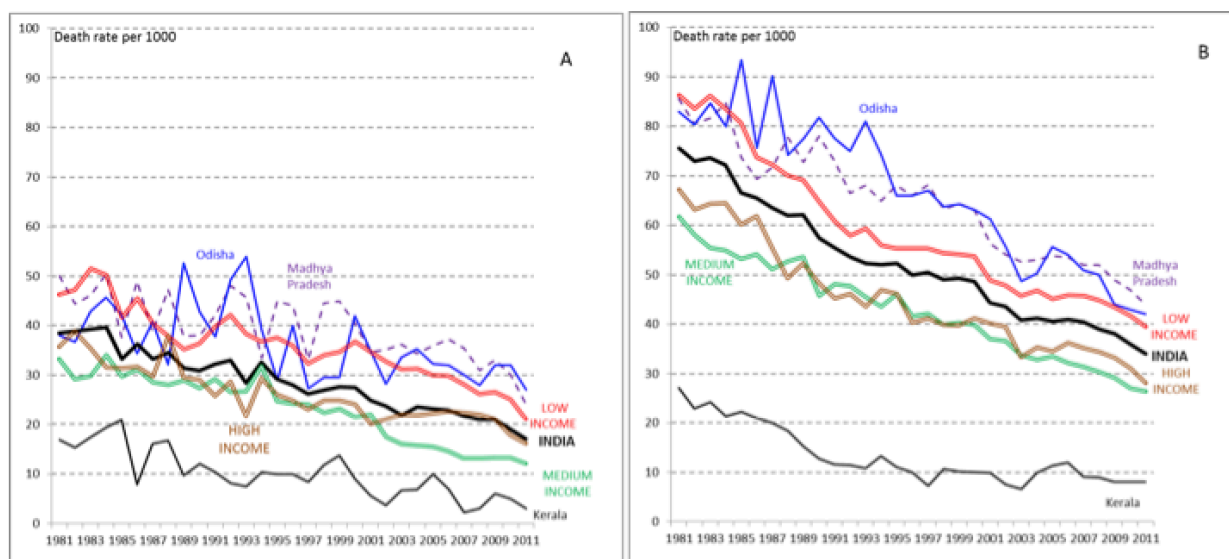 100
Death rate per 1000
A
90
80
70
60
50
40
30
20
10
0
Odisha
Madhya
Pradesh
LOW
INCOME
HIGH
INCOME
INDIA
MEDIUM
INCOME
Kerala
1981 1983 1985 1987 1989 1991 1993 1995 1997 1999 2001 2003 2005 2007 2009 2011
100
Death rate per 1000
B
90
80
70
60
50
40
30
20
10
0
Odisha
MEDIUM
INCOME
Madhya
Pradesh
LOW
INCOME
INDIA
HIGH
INCOME
Kerala
1981 1983 1985 1987 1989 1991 1993 1995 1997 1999 2001 2003 2005 2007 2009 2011